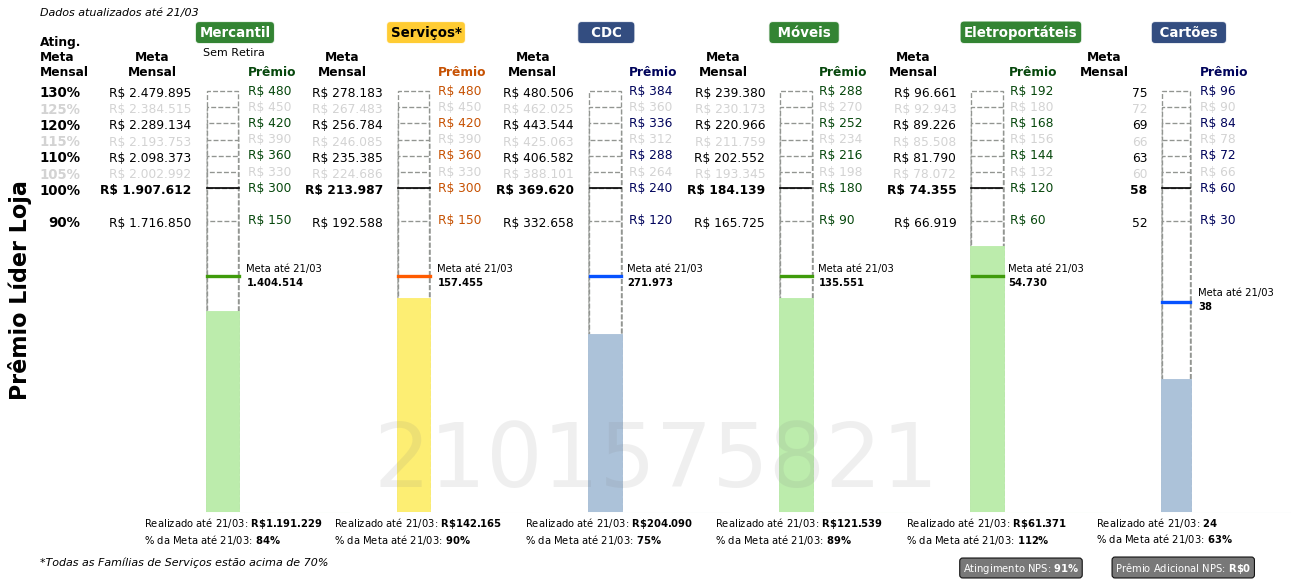 Dados atualizados até 21/03
Mercantil Serviços* CDC Móveis Eletroportáteis Cartões
Sem Retira
Ating. Meta Mensal Meta Mensal Prêmio Meta Mensal Prêmio Meta Mensal Prêmio Meta Mensal Prêmio Meta Mensal Prêmio Meta Mensal Prêmio
130% R$ 2.479.895 R$ 480 R$ 278.183 R$ 480 R$ 480.506 R$ 384 R$ 239.380 R$ 288 R$ 96.661 R$ 192 75 R$ 96
125% R$ 2.384.515 R$ 450 R$ 267.483 R$ 450 R$ 462.025 R$ 360 R$ 230.173 R$ 270 R$ 92.943 R$ 180 72 R$ 90
120% R$ 2.289.134 R$ 420 R$ 256.784 R$ 420 R$ 443.544 R$ 336 R$ 220.966 R$ 252 R$ 89.226 R$ 168 69 R$ 84
115% R$ 2.193.753 R$ 390 R$ 246.085 R$ 390 R$ 425.063 R$ 312 R$ 211.759 R$ 234 R$ 85.508 R$ 156 66 R$ 78
110% R$ 2.098.373 R$ 360 R$ 235.385 R$ 360 R$ 406.582 R$ 288 R$ 202.552 R$ 216 R$ 81.790 R$ 144 63 R$ 72
105% R$ 2.002.992 R$ 330 R$ 224.686 R$ 330 R$ 388.101 R$ 264 R$ 193.345 R$ 198 R$ 78.072 R$ 132 60 R$ 66
100% R$ 1.907.612 R$ 300 R$ 213.987 R$ 300 R$ 369.620 R$ 240 R$ 184.139 R$ 180 R$ 74.355 R$ 120 58 R$ 60
90% R$ 1.716.850 R$ 150 R$ 192.588 R$ 150 R$ 332.658 R$ 120 R$ 165.725 R$ 90 R$ 66.919 R$ 60 52 R$ 30
Prêmio Líder Loja
Meta até 21/03 Meta até 21/03 Meta até 21/03 Meta até 21/03 Meta até 21/03
1.404.514 157.455 271.973 135.551 54.730
Meta até 21/03
38
2101575821
Realizado até 21/03: R$1.191.229 Realizado até 21/03: R$142.165 Realizado até 21/03: R$204.090 Realizado até 21/03: R$121.539 Realizado até 21/03: R$61.371 Realizado até 21/03: 24
% da Meta até 21/03: 84% % da Meta até 21/03: 90% % da Meta até 21/03: 75% % da Meta até 21/03: 89% % da Meta até 21/03: 112% % da Meta até 21/03: 63%
*Todas as Famílias de Serviços estão acima de 70% Atingimento NPS: 91% Prêmio Adicional NPS: R$0